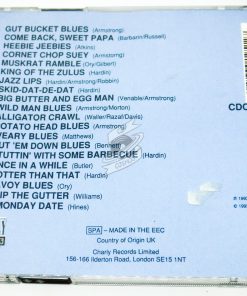 GUT BUCKET BLUES (Armstrong)
COME BACK, SWEET PAPA (Barbarin/Russell)
HEEBIE JEEBIES (Atkins)
CORNET CHOP SUEY (Armstrong)
MUSKRAT RAMBLE (Ory/Gilbert)
KING OF THE ZULUS (Hardin)
JAZZ LIPS (Hardin/Armstrong/Robbin)
SKID-DAT-DE-DAT (Hardin)
BIG BUTTER AND EGG MAN (Venable/Armstrong)
WILD MAN BLUES (Armstrong/Morton)
ALLIGATOR CRAWL (Waller/Razaf/Davis)
POTATO HEAD BLUES (Armstrong)
WEARY BLUES (Matthews)
PUT 'EM DOWN BLUES (Bennett)
TUTTIN' WITH SOME BARBECUE (Hardin)
ONCE IN A WHILE (Butler)
OTTER THAN THAT (Hardin)
AVOY BLUES (Ory)
IP THE GUTTER (Williams)
MONDAY DATE (Hines)
CDC
SPA – MADE IN THE EEC
Country of Origin UK
Charly Records Limited
156-166 Ilderton Road, London SE15 1NT